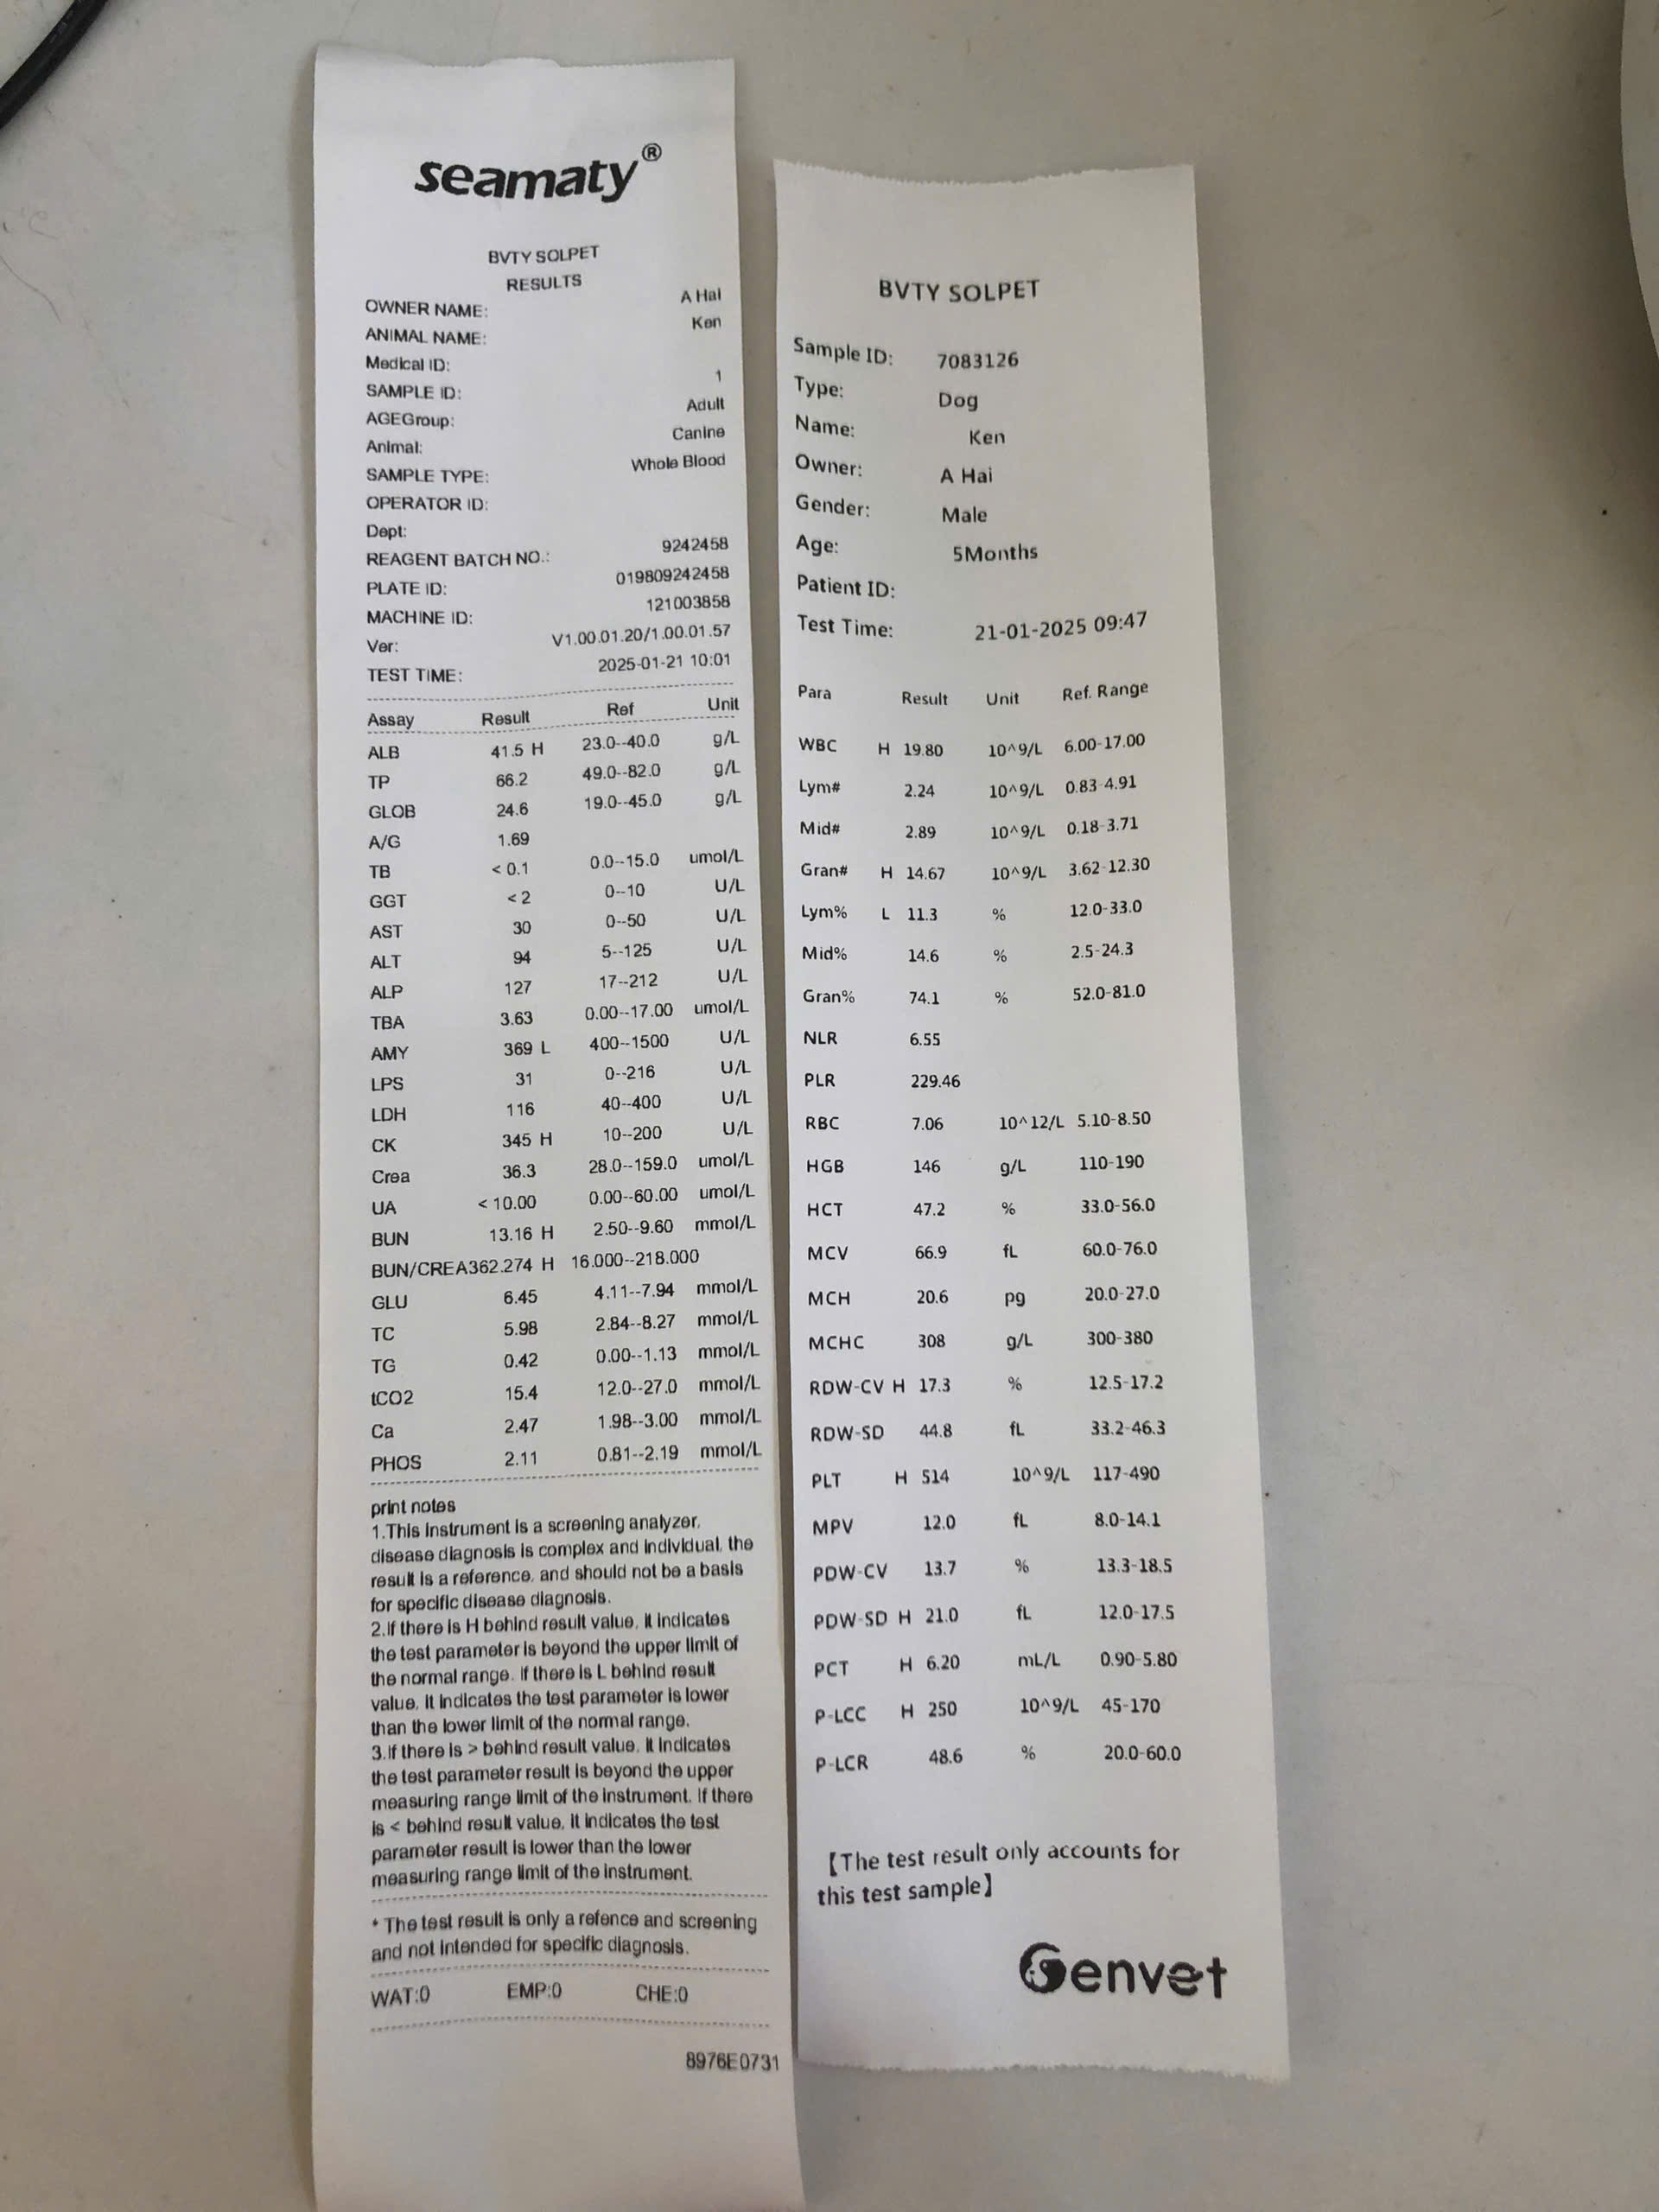 seamaty®
BVTY SOLPET
RESULTS
OWNER NAME: A Hai
ANIMAL NAME: Ken
Medical ID:
SAMPLE ID: 1
AGEGroup: Adult
Animal: Canine
SAMPLE TYPE: Whole Blood
OPERATOR ID:
Dept:
REAGENT BATCH NO.: 9242458
PLATE ID: 019809242458
MACHINE ID: 121003858
Ver: V1.00.01.20/1.00.01.57
TEST TIME: 2025-01-21 10:01
Assay Result Ref Unit
ALB 41.5 H 23.0--40.0 g/L
TP 66.2 49.0--82.0 g/L
GLOB 24.6 19.0--45.0 g/L
A/G 1.69
TB < 0.1 0.0--15.0 umol/L
GGT < 2 0--10 U/L
AST 30 0--50 U/L
ALT 94 5--125 U/L
ALP 127 17--212 U/L
TBA 3.63 0.00--17.00 umol/L
AMY 369 L 400--1500 U/L
LPS 31 0--216 U/L
LDH 116 40--400 U/L
CK 345 H 10--200 U/L
Crea 36.3 28.0--159.0 umol/L
UA < 10.00 0.00--60.00 umol/L
BUN 13.16 H 2.50--9.60 mmol/L
BUN/CREA362.274 H 16.000--218.000
GLU 6.45 4.11--7.94 mmol/L
TC 5.98 2.84--8.27 mmol/L
TG 0.42 0.00--1.13 mmol/L
tCO2 15.4 12.0--27.0 mmol/L
Ca 2.47 1.98--3.00 mmol/L
PHOS 2.11 0.81--2.19 mmol/L
print notes
1.This instrument is a screening analyzer,
disease diagnosis is complex and individual, the
result is a reference, and should not be a basis
for specific disease diagnosis.
2.If there is H behind result value, it indicates
the test parameter is beyond the upper limit of
the normal range. If there is L behind result
value, it indicates the test parameter is lower
than the lower limit of the normal range.
3.If there is > behind result value, it indicates
the test parameter result is beyond the upper
measuring range limit of the instrument. If there
is < behind result value, it indicates the test
parameter result is lower than the lower
measuring range limit of the instrument.
* The test result is only a refence and screening
and not intended for specific diagnosis.
WAT:0 EMP:0 CHE:0
8976E0731
BVTY SOLPET
Sample ID: 7083126
Type: Dog
Name: Ken
Owner: A Hai
Gender: Male
Age: 5Months
Patient ID:
Test Time: 21-01-2025 09:47
Para Result Unit Ref. Range
WBC H 19.80 10^9/L 6.00-17.00
Lym# 2.24 10^9/L 0.83-4.91
Mid# 2.89 10^9/L 0.18-3.71
Gran# H 14.67 10^9/L 3.62-12.30
Lym% L 11.3 % 12.0-33.0
Mid% 14.6 % 2.5-24.3
Gran% 74.1 % 52.0-81.0
NLR 6.55
PLR 229.46
RBC 7.06 10^12/L 5.10-8.50
HGB 146 g/L 110-190
HCT 47.2 % 33.0-56.0
MCV 66.9 fL 60.0-76.0
MCH 20.6 pg 20.0-27.0
MCHC 308 g/L 300-380
RDW-CV H 17.3 % 12.5-17.2
RDW-SD 44.8 fL 33.2-46.3
PLT H 514 10^9/L 117-490
MPV 12.0 fL 8.0-14.1
PDW-CV 13.7 % 13.3-18.5
PDW-SD H 21.0 fL 12.0-17.5
PCT H 6.20 mL/L 0.90-5.80
P-LCC H 250 10^9/L 45-170
P-LCR 48.6 % 20.0-60.0
【The test result only accounts for
this test sample】
Genvet